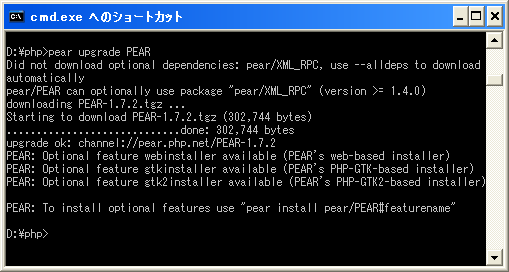 cmd.exe へのショートカット
D:¥php>pear upgrade PEAR
Did not download optional dependencies: pear/XML_RPC, use --alldeps to download
automatically
pear/PEAR can optionally use package "pear/XML_RPC" (version >= 1.4.0)
downloading PEAR-1.7.2.tgz ...
Starting to download PEAR-1.7.2.tgz (302,744 bytes)
.............................done: 302,744 bytes
upgrade ok: channel://pear.php.net/PEAR-1.7.2
PEAR: Optional feature webinstaller available (PEAR's web-based installer)
PEAR: Optional feature gtkinstaller available (PEAR's PHP-GTK-based installer)
PEAR: Optional feature gtk2installer available (PEAR's PHP-GTK2-based installer)
PEAR: To install optional features use "pear install pear/PEAR#featurename"
D:¥php>